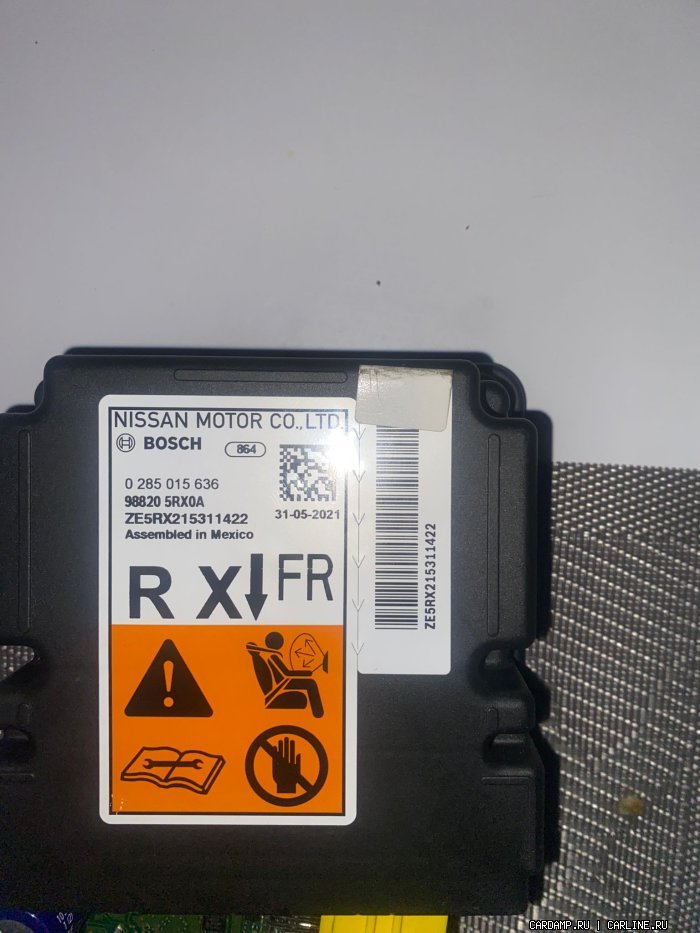 NISSAN MOTOR CO.,LTD.
BOSCH
864
0 285 015 636
98820 5RX0A
ZE5RX215311422
31-05-2021
Assembled in Mexico
R X↓FR
ZE5RX215311422
CARDAMP.RU | CARLINE.RU